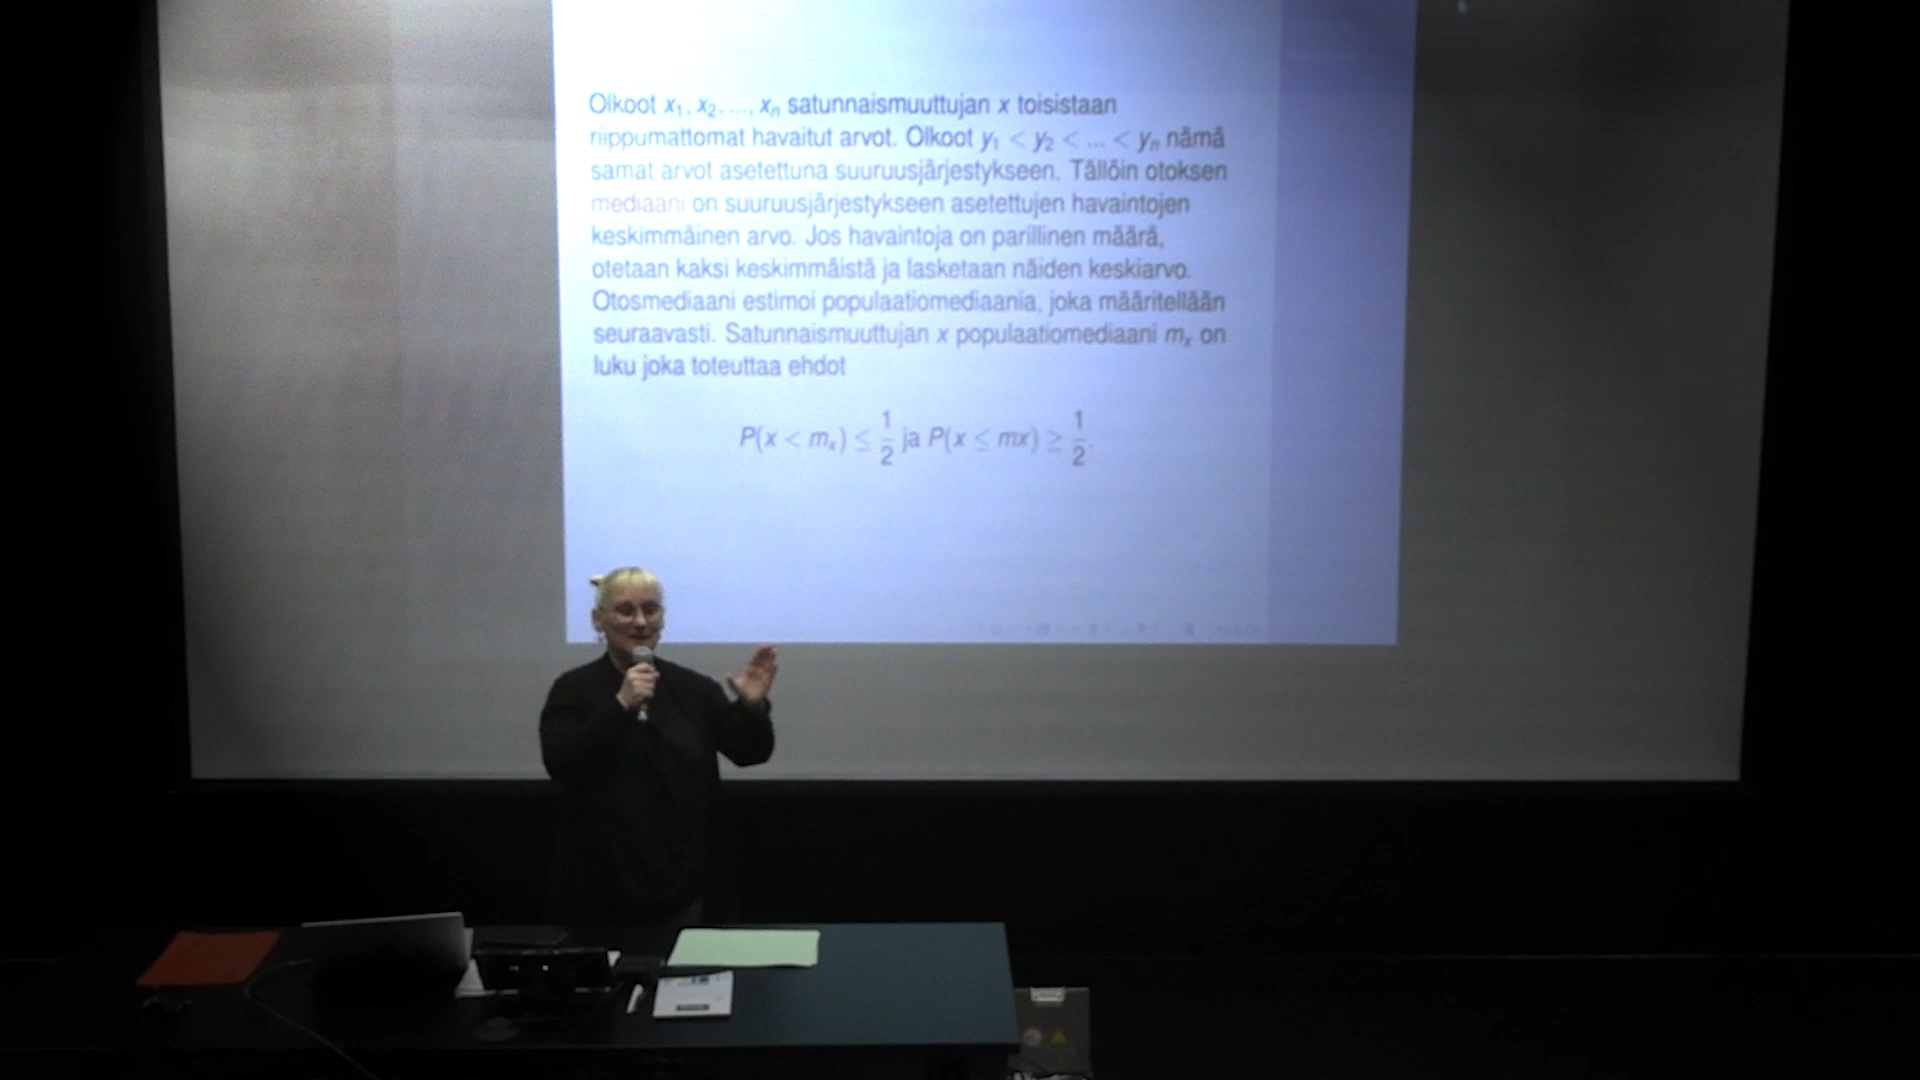 Olkoot x₁, x₂, ..., xₙ satunnaismuuttujan x toisistaan
riippumattomat havaitut arvot. Olkoot y₁ < y₂ < ... < yₙ nämä
samat arvot asetettuna suuruusjärjestykseen. Tällöin otoksen
mediaani on suuruusjärjestykseen asetettujen havaintojen
keskimmäinen arvo. Jos havaintoja on parillinen määrä,
otetaan kaksi keskimmäistä ja lasketaan näiden keskiarvo.
Otosmediaani estimoi populaatiomediaania, joka määritellään
seuraavasti. Satunnaismuuttujan x populaatiomediaani mₓ on
luku joka toteuttaa ehdot
P(x < mₓ) ≤ 1/2 ja P(x ≤ mx) ≥ 1/2.